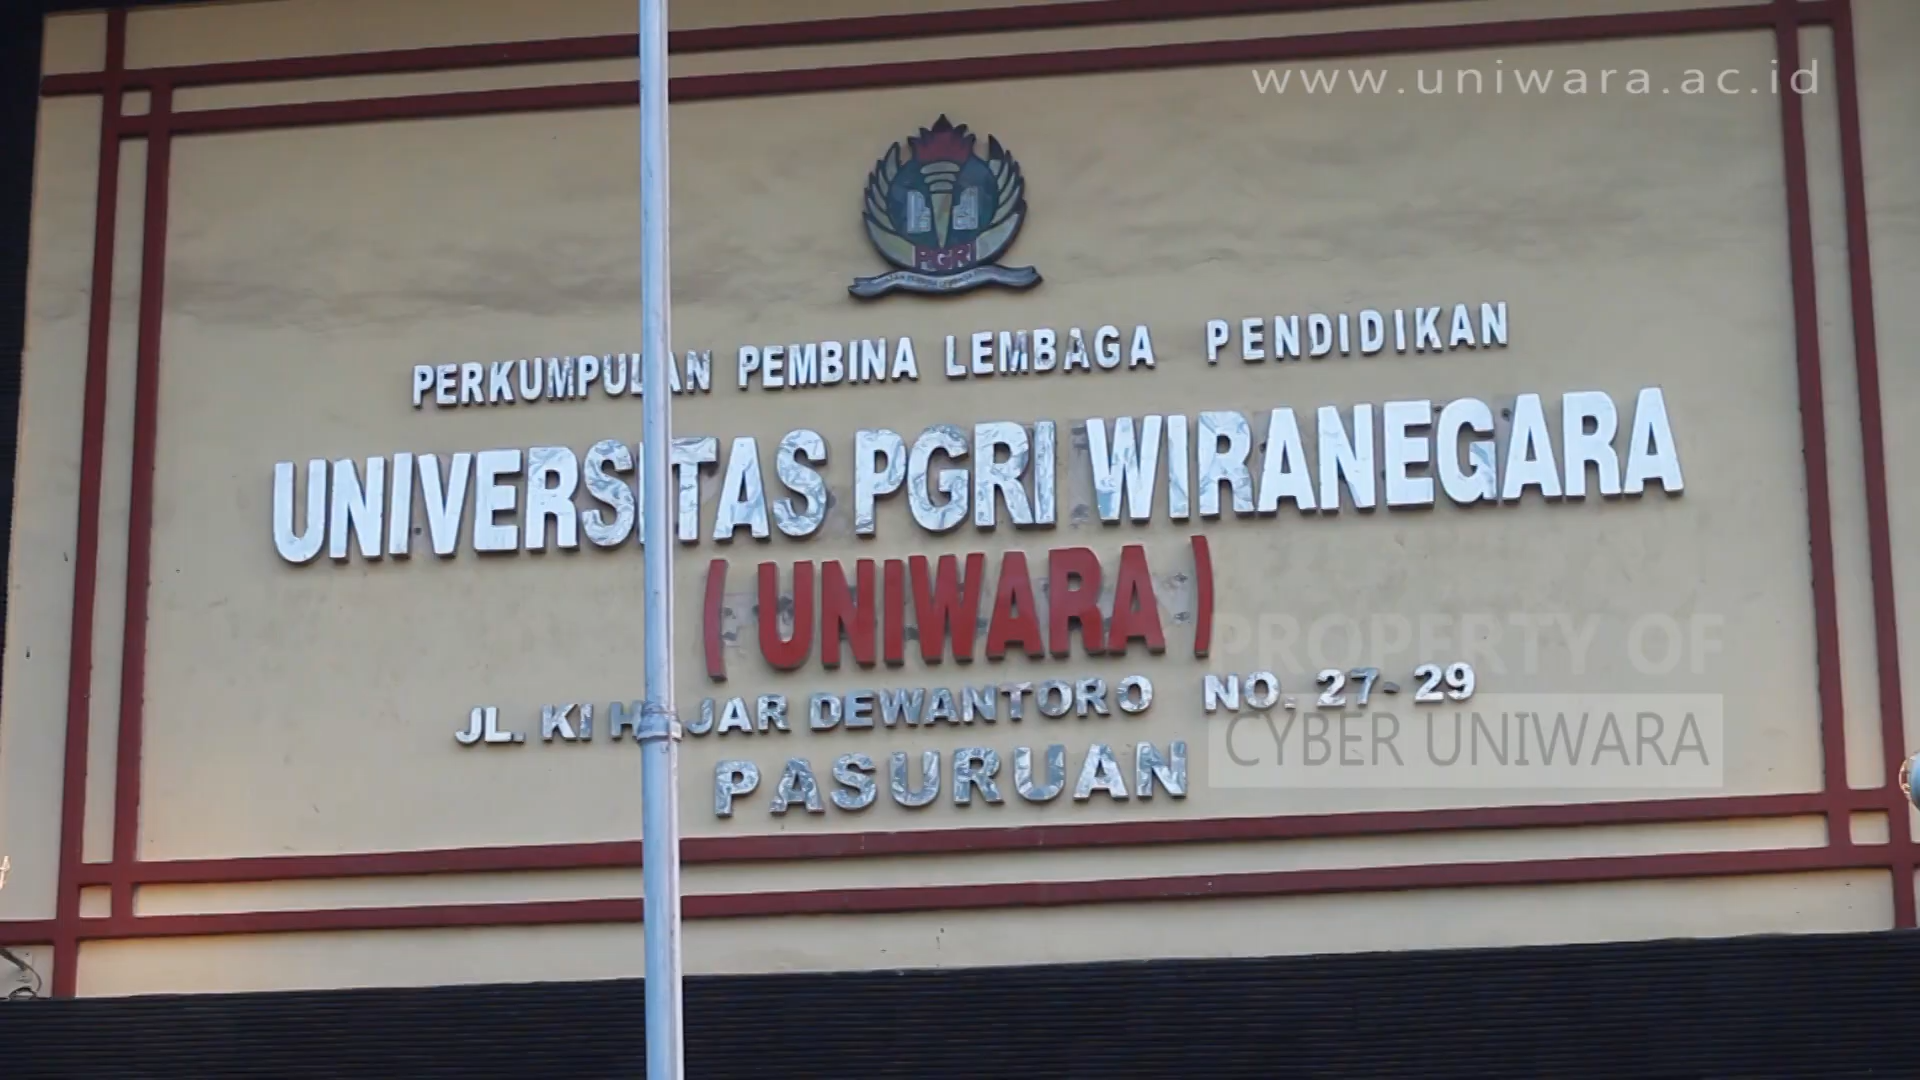 www.uniwara.ac.id
PGRI
PERKUMPULAN PEMBINA LEMBAGA PENDIDIKAN
UNIVERSITAS PGRI WIRANEGARA
( UNIWARA )
JL. KI HAJAR DEWANTORO NO. 27-29
PASURUAN
PROPERTY OF
CYBER UNIWARA